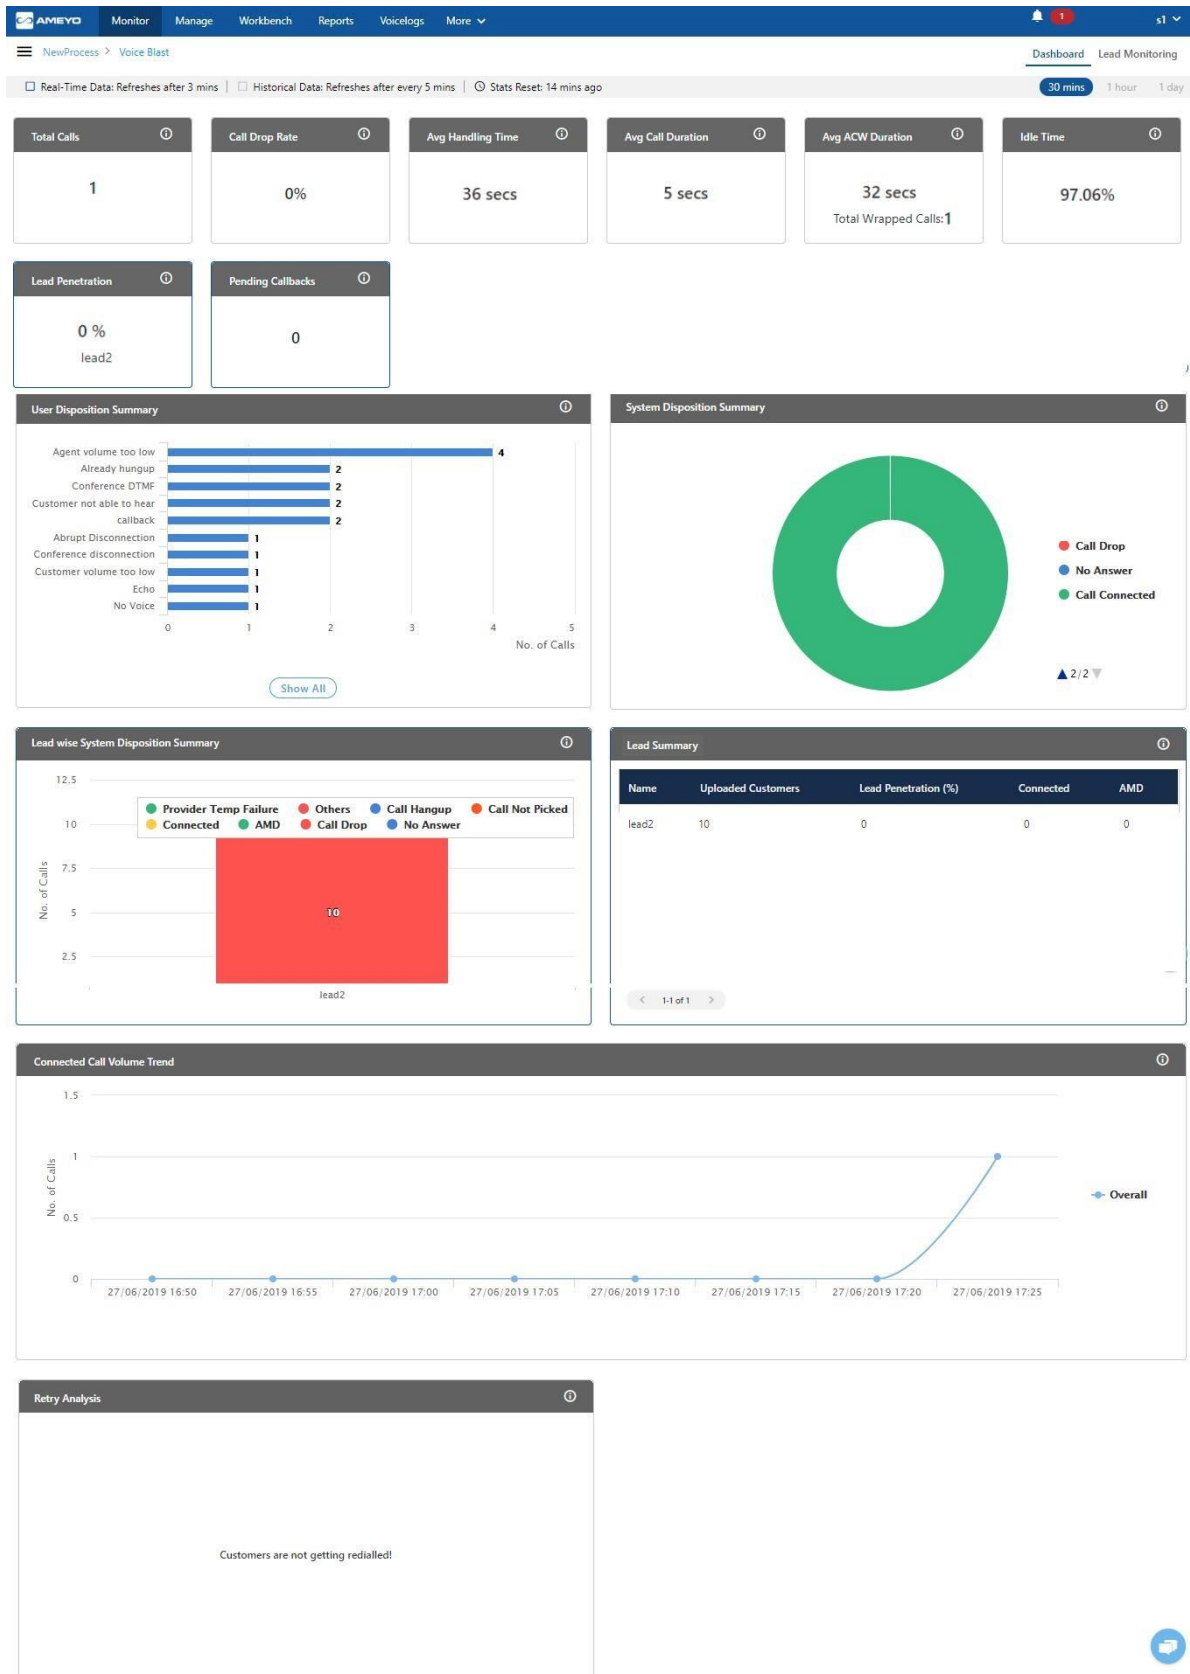 AMEYO Monitor Manage Workbench Reports Voicelogs More 1 s1
NewProcess > Voice Blast Dashboard Lead Monitoring
Real-Time Data: Refreshes after 3 mins | Historical Data: Refreshes after every 5 mins | Stats Reset: 14 mins ago 30 mins 1 hour 1 day
Total Calls Call Drop Rate Avg Handling Time Avg Call Duration Avg ACW Duration Idle Time
1 0% 36 secs 5 secs 32 secs 97.06%
Total Wrapped Calls:1
Lead Penetration Pending Callbacks
0 % 0
lead2
User Disposition Summary
Agent volume too low 4
Already hungup 2
Conference DTMF 2
Customer not able to hear 2
callback 2
Abrupt Disconnection 1
Conference disconnection 1
Customer volume too low 1
Echo 1
No Voice 1
0 1 2 3 4 5
No. of Calls
Show All
System Disposition Summary
Call Drop
No Answer
Call Connected
2/2
Lead wise System Disposition Summary
12.5
Provider Temp Failure Others Call Hangup Call Not Picked
10 Connected AMD Call Drop No Answer
7.5
No. of Calls
5 10
2.5
lead2
Lead Summary
Name Uploaded Customers Lead Penetration (%) Connected AMD
lead2 10 0 0 0
< 1-1 of 1 >
Connected Call Volume Trend
1.5
1
No. of Calls
Overall
0.5
0
27/06/2019 16:50 27/06/2019 16:55 27/06/2019 17:00 27/06/2019 17:05 27/06/2019 17:10 27/06/2019 17:15 27/06/2019 17:20 27/06/2019 17:25
Retry Analysis
Customers are not getting redialled!